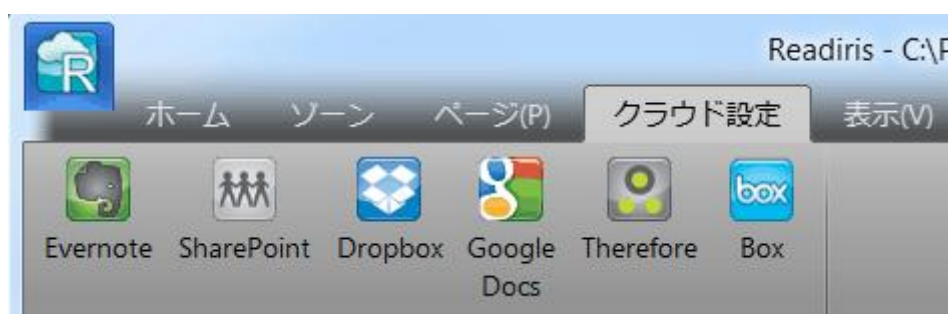 Readiris - C:\P
R
ホーム ゾーン ページ(P) クラウド設定 表示(V)
box
Evernote SharePoint Dropbox Google Docs Therefore Box